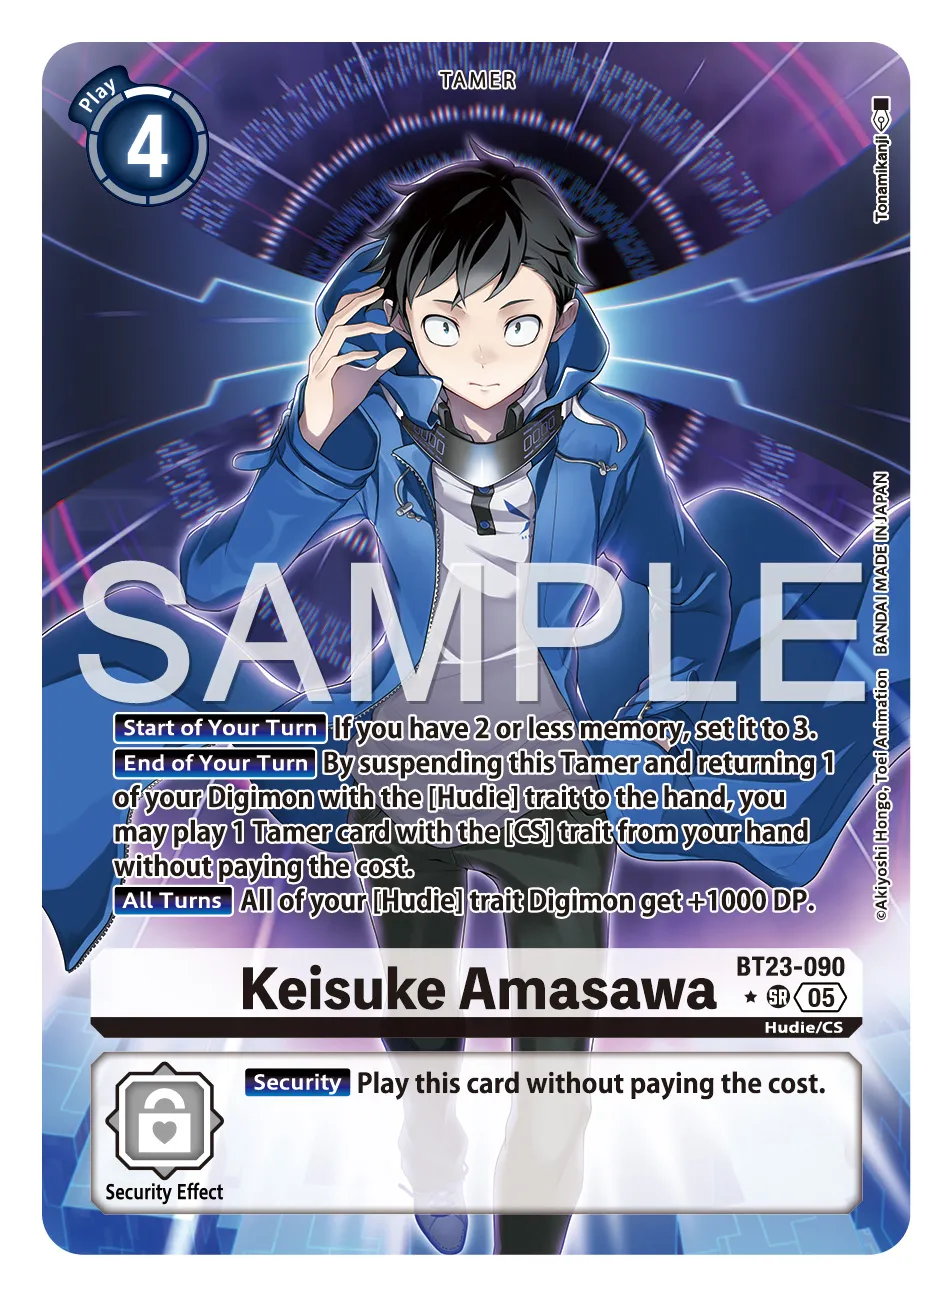 TAMER
Play
4
Tonamikanji
SAMPLE
BANDAI MADE IN JAPAN
©Akiyoshi Hongo, Toei Animation
Start of Your Turn If you have 2 or less memory, set it to 3.
End of Your Turn By suspending this Tamer and returning 1
of your Digimon with the [Hudie] trait to the hand, you
may play 1 Tamer card with the [CS] trait from your hand
without paying the cost.
All Turns All of your [Hudie] trait Digimon get +1000 DP.
Keisuke Amasawa
BT23-090
★ SR 05
Hudie/CS
Security Play this card without paying the cost.
Security Effect